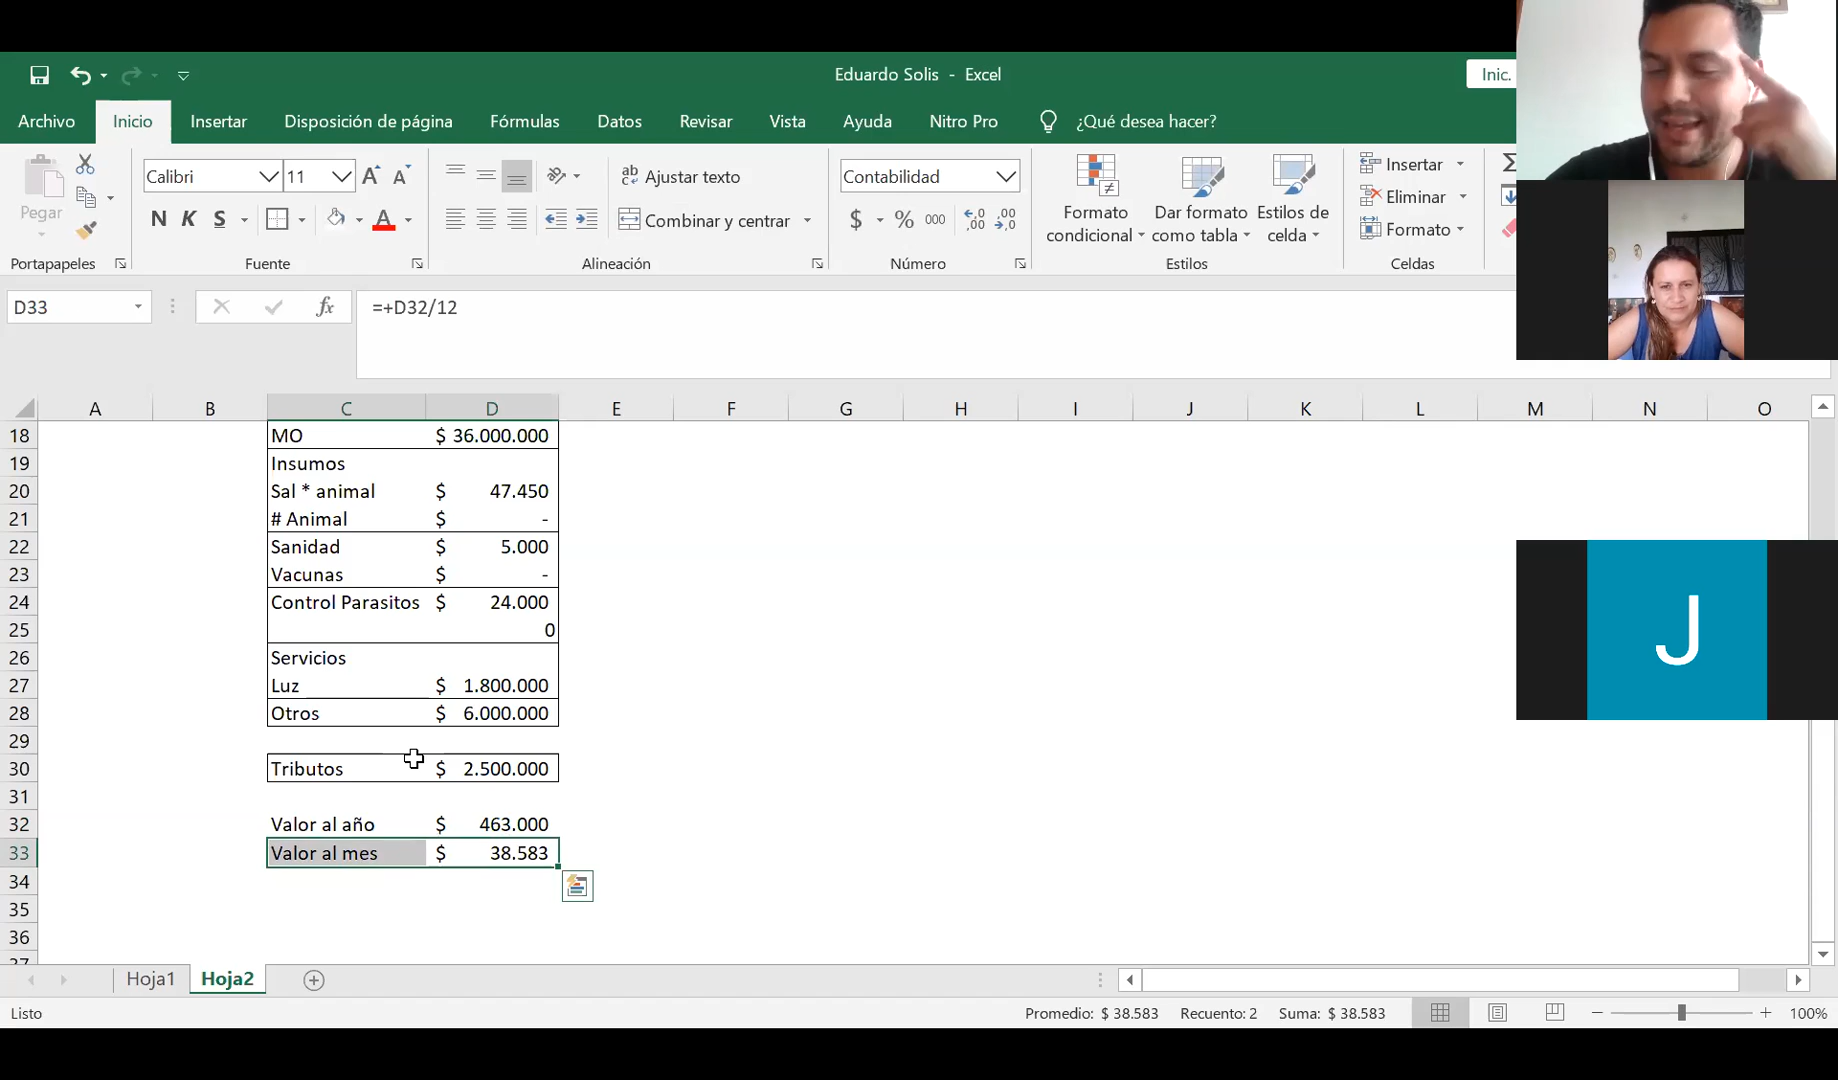 Eduardo Solis - Excel
Inic.
Archivo Inicio Insertar Disposición de página Fórmulas Datos Revisar Vista Ayuda Nitro Pro ¿Qué desea hacer?
Pegar
Calibri 11
N K S
Ajustar texto
Combinar y centrar
Contabilidad
$ % 000
Formato condicional
Dar formato como tabla
Estilos de celda
Insertar
Eliminar
Formato
Portapapeles Fuente Alineación Número Estilos Celdas
D33 fx =+D32/12
A B C D E F G H I J K L M N O
18 MO $ 36.000.000
19 Insumos
20 Sal * animal $ 47.450
21 # Animal $ -
22 Sanidad $ 5.000
23 Vacunas $ -
24 Control Parasitos $ 24.000
25 0
26 Servicios
27 Luz $ 1.800.000
28 Otros $ 6.000.000
29
30 Tributos $ 2.500.000
31
32 Valor al año $ 463.000
33 Valor al mes $ 38.583
34
35
36
37
J
Hoja1 Hoja2
Listo Promedio: $ 38.583 Recuento: 2 Suma: $ 38.583 100%